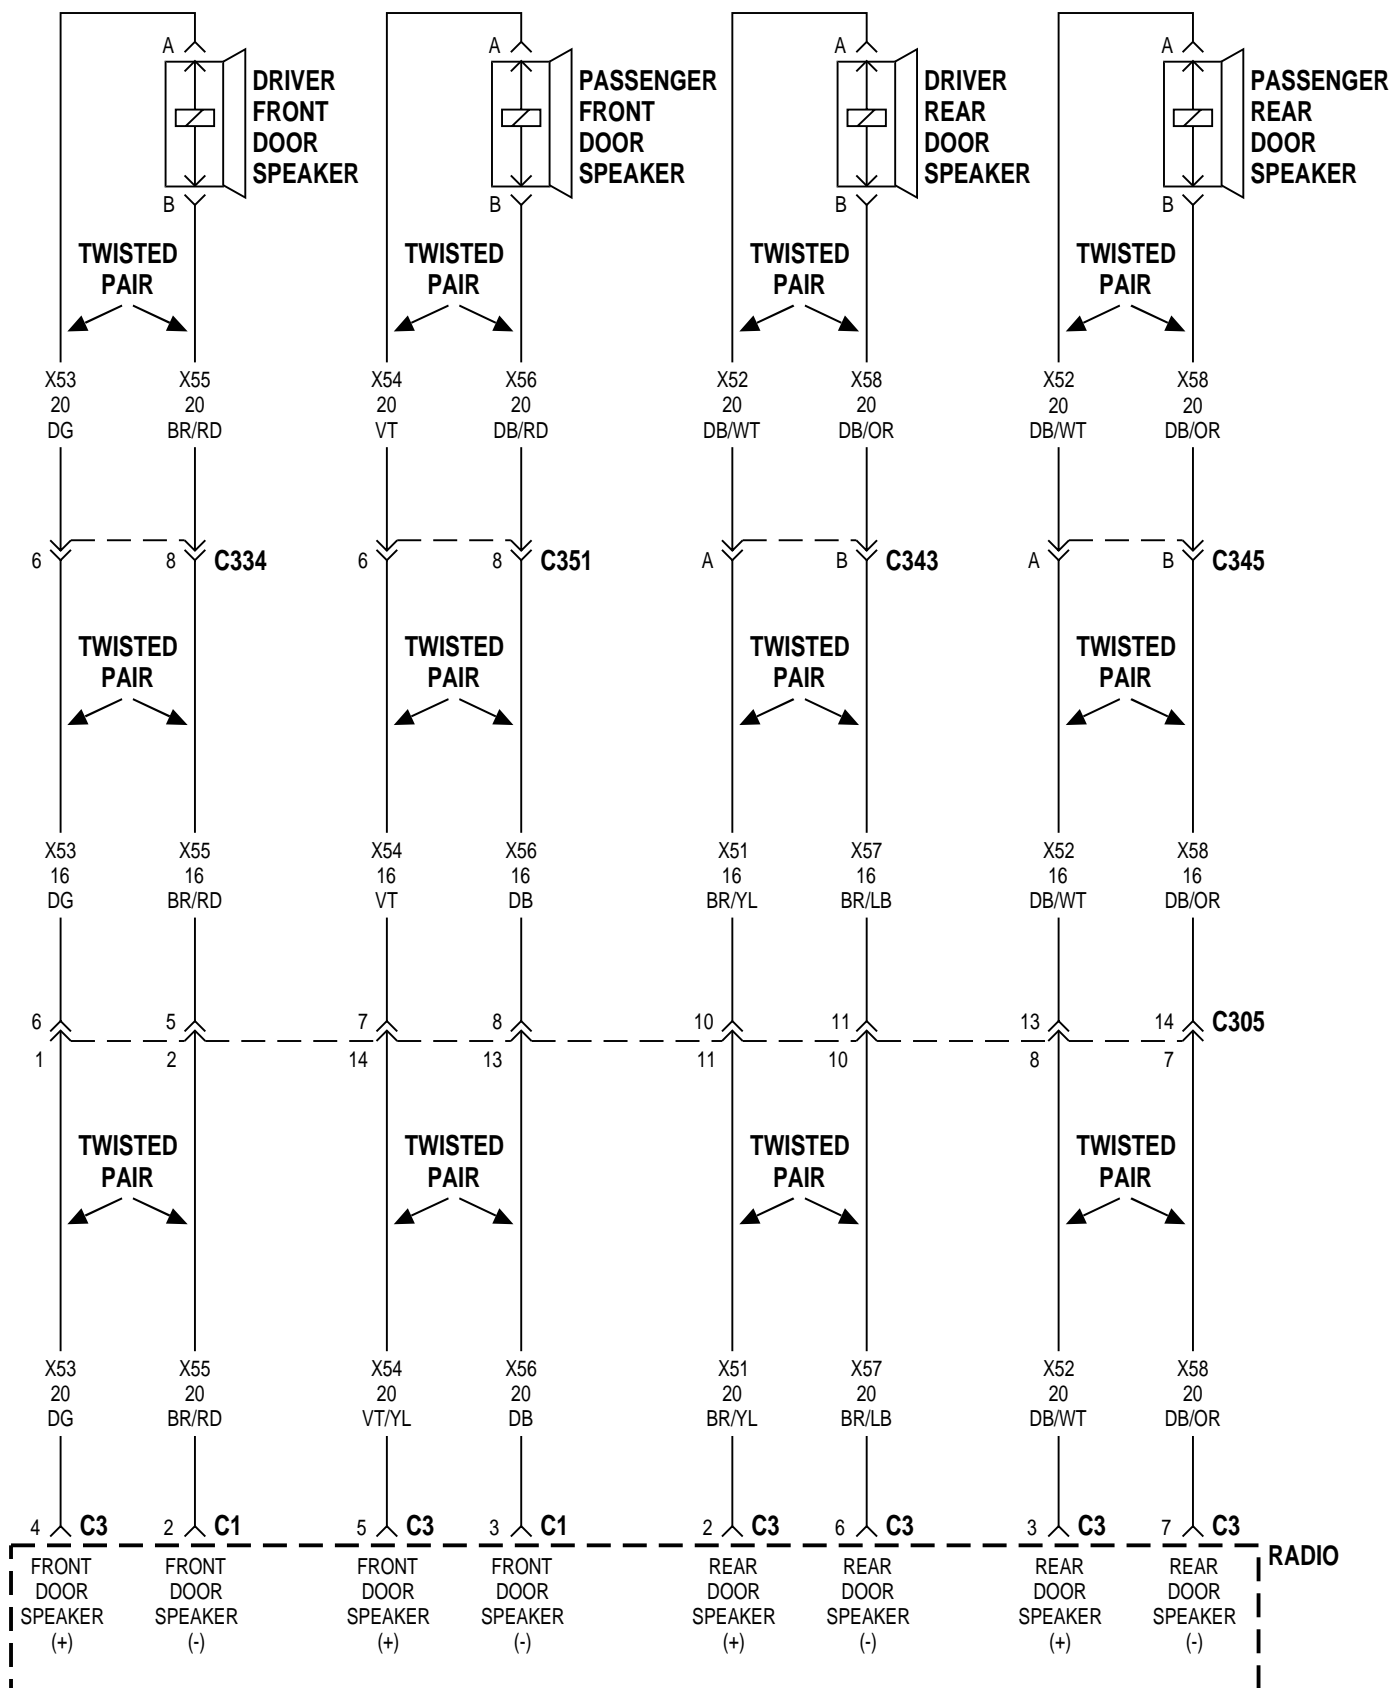 A A A A
DRIVER PASSENGER DRIVER PASSENGER
FRONT FRONT REAR REAR
DOOR DOOR DOOR DOOR
SPEAKER SPEAKER SPEAKER SPEAKER
B B B B
TWISTED TWISTED TWISTED TWISTED
PAIR PAIR PAIR PAIR
X53 X55 X54 X56 X52 X58 X52 X58
20 20 20 20 20 20 20 20
DG BR/RD VT DB/RD DB/WT DB/OR DB/WT DB/OR
6 8 C334 6 8 C351 A B C343 A B C345
TWISTED TWISTED TWISTED TWISTED
PAIR PAIR PAIR PAIR
X53 X55 X54 X56 X51 X57 X52 X58
16 16 16 16 16 16 16 16
DG BR/RD VT DB BR/YL BR/LB DB/WT DB/OR
6 5 7 8 10 11 13 14 C305
1 2 14 13 11 10 8 7
TWISTED TWISTED TWISTED TWISTED
PAIR PAIR PAIR PAIR
X53 X55 X54 X56 X51 X57 X52 X58
20 20 20 20 20 20 20 20
DG BR/RD VT/YL DB BR/YL BR/LB DB/WT DB/OR
4 C3 2 C1 5 C3 3 C1 2 C3 6 C3 3 C3 7 C3
RADIO
FRONT FRONT FRONT FRONT REAR REAR REAR REAR
DOOR DOOR DOOR DOOR DOOR DOOR DOOR DOOR
SPEAKER SPEAKER SPEAKER SPEAKER SPEAKER SPEAKER SPEAKER SPEAKER
(+) (-) (+) (-) (+) (-) (+) (-)